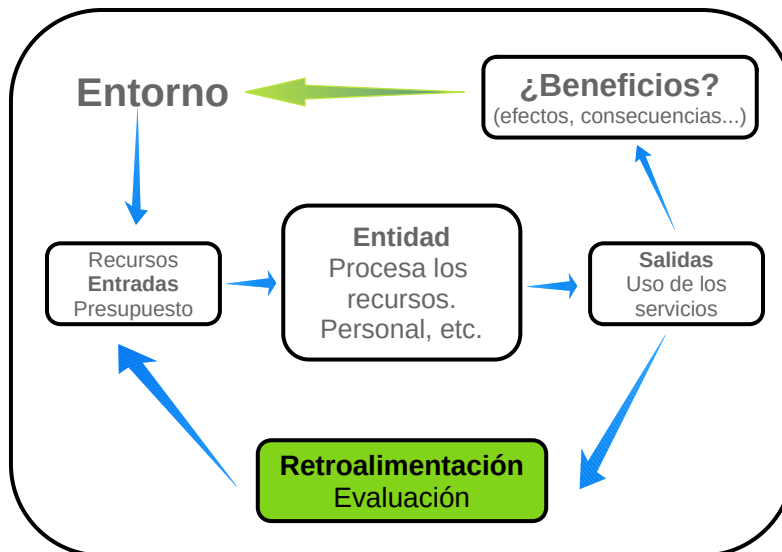 Entorno
¿Beneficios?
(efectos, consecuencias...)
Recursos
Entradas
Presupuesto
Entidad
Procesa los
recursos.
Personal, etc.
Salidas
Uso de los
servicios
Retroalimentación
Evaluación